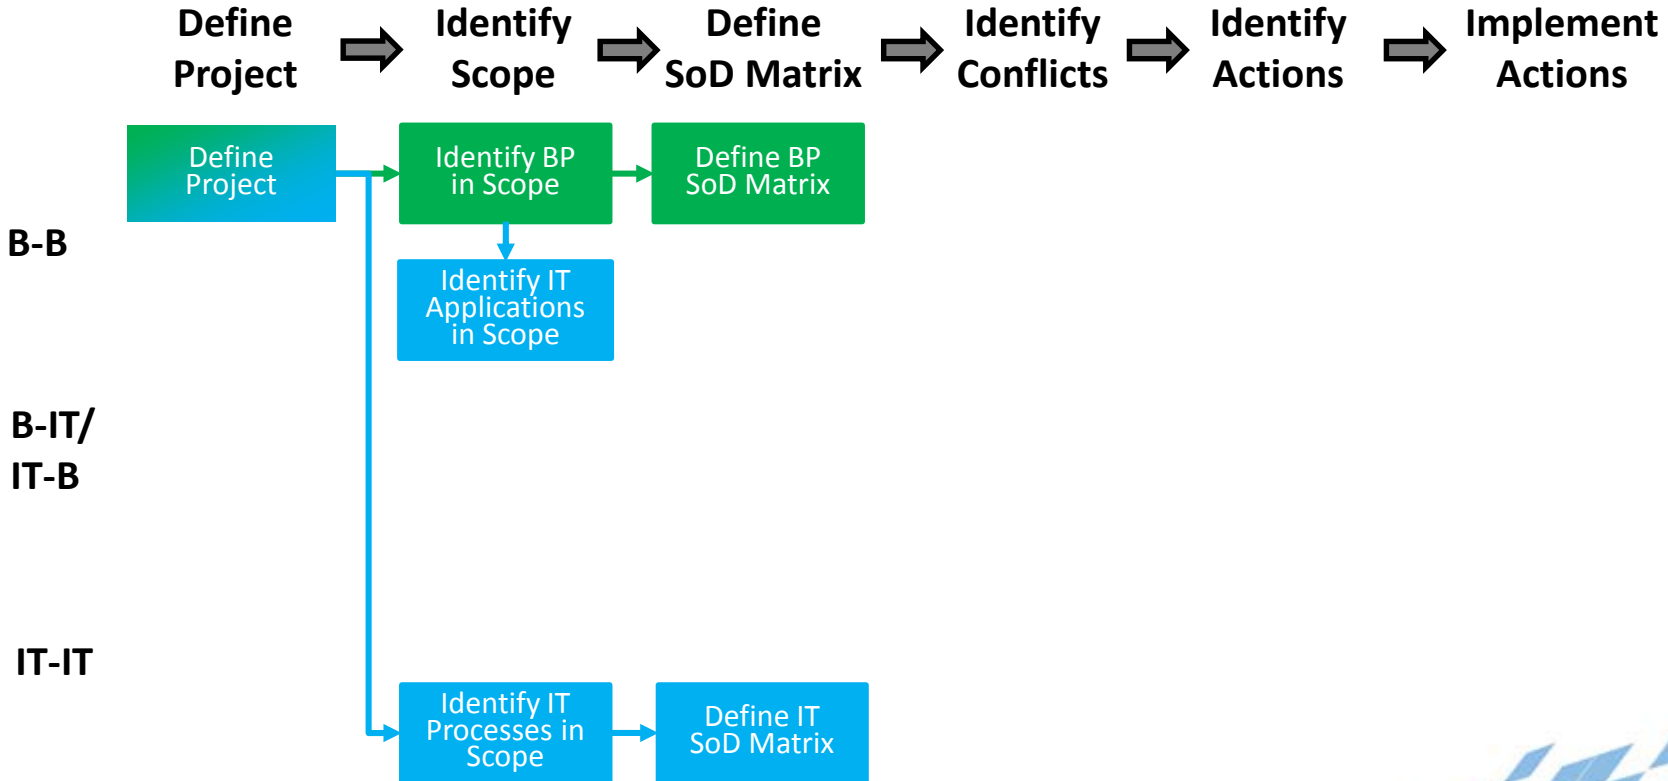 Define
Project
Identify
Scope
Define
SoD Matrix
Identify
Conflicts
Identify
Actions
Implement
Actions
B-B
Define
Project
Identify BP
in Scope
Define BP
SoD Matrix
Identify IT
Applications
in Scope
B-IT/
IT-B
IT-IT
Identify IT
Processes in
Scope
Define IT
SoD Matrix